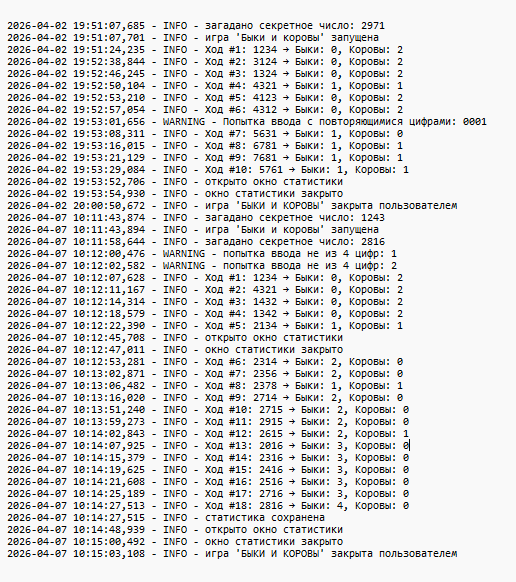 2026-04-02 19:51:07,685 - INFO - загадано секретное число: 2971
2026-04-02 19:51:07,701 - INFO - игра 'Быки и коровы' запущена
2026-04-02 19:51:24,235 - INFO - Ход #1: 1234 → Быки: 0, Коровы: 2
2026-04-02 19:52:38,844 - INFO - Ход #2: 3124 → Быки: 0, Коровы: 2
2026-04-02 19:52:46,245 - INFO - Ход #3: 1324 → Быки: 0, Коровы: 2
2026-04-02 19:52:50,104 - INFO - Ход #4: 4321 → Быки: 1, Коровы: 1
2026-04-02 19:52:53,210 - INFO - Ход #5: 4123 → Быки: 0, Коровы: 2
2026-04-02 19:52:57,054 - INFO - Ход #6: 4312 → Быки: 0, Коровы: 2
2026-04-02 19:53:01,656 - WARNING - Попытка ввода с повторяющимися цифрами: 0001
2026-04-02 19:53:08,311 - INFO - Ход #7: 5631 → Быки: 1, Коровы: 0
2026-04-02 19:53:16,015 - INFO - Ход #8: 6781 → Быки: 1, Коровы: 1
2026-04-02 19:53:21,129 - INFO - Ход #9: 7681 → Быки: 1, Коровы: 1
2026-04-02 19:53:29,084 - INFO - Ход #10: 5761 → Быки: 1, Коровы: 1
2026-04-02 19:53:52,706 - INFO - открыто окно статистики
2026-04-02 19:53:54,930 - INFO - окно статистики закрыто
2026-04-02 20:00:50,672 - INFO - игра 'БЫКИ И КОРОВЫ' закрыта пользователем
2026-04-07 10:11:43,874 - INFO - загадано секретное число: 1243
2026-04-07 10:11:43,894 - INFO - игра 'Быки и коровы' запущена
2026-04-07 10:11:58,644 - INFO - загадано секретное число: 2816
2026-04-07 10:12:00,476 - WARNING - попытка ввода не из 4 цифр: 1
2026-04-07 10:12:02,582 - WARNING - попытка ввода не из 4 цифр: 2
2026-04-07 10:12:07,628 - INFO - Ход #1: 1234 → Быки: 0, Коровы: 2
2026-04-07 10:12:11,167 - INFO - Ход #2: 4321 → Быки: 0, Коровы: 2
2026-04-07 10:12:14,314 - INFO - Ход #3: 1432 → Быки: 0, Коровы: 2
2026-04-07 10:12:18,579 - INFO - Ход #4: 1342 → Быки: 0, Коровы: 2
2026-04-07 10:12:22,390 - INFO - Ход #5: 2134 → Быки: 1, Коровы: 1
2026-04-07 10:12:45,708 - INFO - открыто окно статистики
2026-04-07 10:12:47,011 - INFO - окно статистики закрыто
2026-04-07 10:12:53,281 - INFO - Ход #6: 2314 → Быки: 2, Коровы: 0
2026-04-07 10:13:02,871 - INFO - Ход #7: 2356 → Быки: 2, Коровы: 0
2026-04-07 10:13:06,482 - INFO - Ход #8: 2378 → Быки: 1, Коровы: 1
2026-04-07 10:13:16,020 - INFO - Ход #9: 2714 → Быки: 2, Коровы: 0
2026-04-07 10:13:51,240 - INFO - Ход #10: 2715 → Быки: 2, Коровы: 0
2026-04-07 10:13:59,273 - INFO - Ход #11: 2915 → Быки: 2, Коровы: 0
2026-04-07 10:14:02,843 - INFO - Ход #12: 2615 → Быки: 2, Коровы: 1
2026-04-07 10:14:07,925 - INFO - Ход #13: 2016 → Быки: 3, Коровы: 0
2026-04-07 10:14:15,379 - INFO - Ход #14: 2316 → Быки: 3, Коровы: 0
2026-04-07 10:14:19,625 - INFO - Ход #15: 2416 → Быки: 3, Коровы: 0
2026-04-07 10:14:21,608 - INFO - Ход #16: 2516 → Быки: 3, Коровы: 0
2026-04-07 10:14:25,189 - INFO - Ход #17: 2716 → Быки: 3, Коровы: 0
2026-04-07 10:14:27,513 - INFO - Ход #18: 2816 → Быки: 4, Коровы: 0
2026-04-07 10:14:27,515 - INFO - статистика сохранена
2026-04-07 10:14:48,939 - INFO - открыто окно статистики
2026-04-07 10:15:00,492 - INFO - окно статистики закрыто
2026-04-07 10:15:03,108 - INFO - игра 'БЫКИ И КОРОВЫ' закрыта пользователем